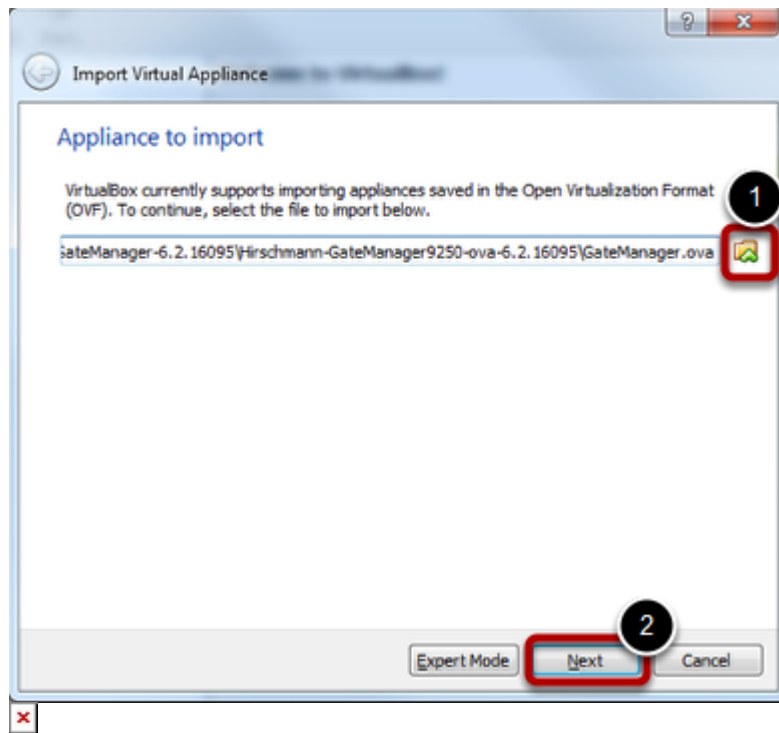 Import Virtual Appliance
Appliance to import
VirtualBox currently supports importing appliances saved in the Open Virtualization Format
(OVF). To continue, select the file to import below.
1
GateManager-6.2.16095\Hirschmann-GateManager9250-ova-6.2.16095\GateManager.ova
2
Expert Mode
Next
Cancel